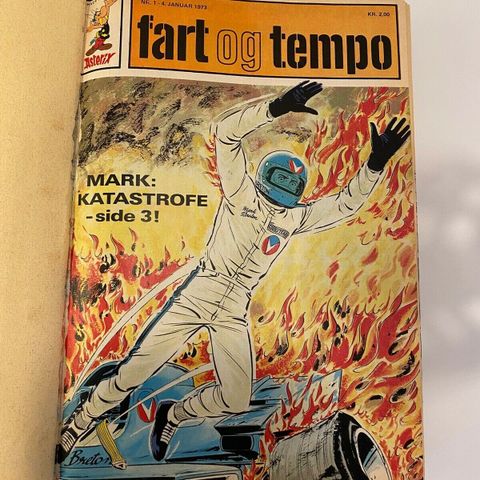 NR. 1 - 4. JANUAR 1973
KR. 2,00
Asterix
fart og tempo
MARK:
KATASTROFE
- side 3!
Breton